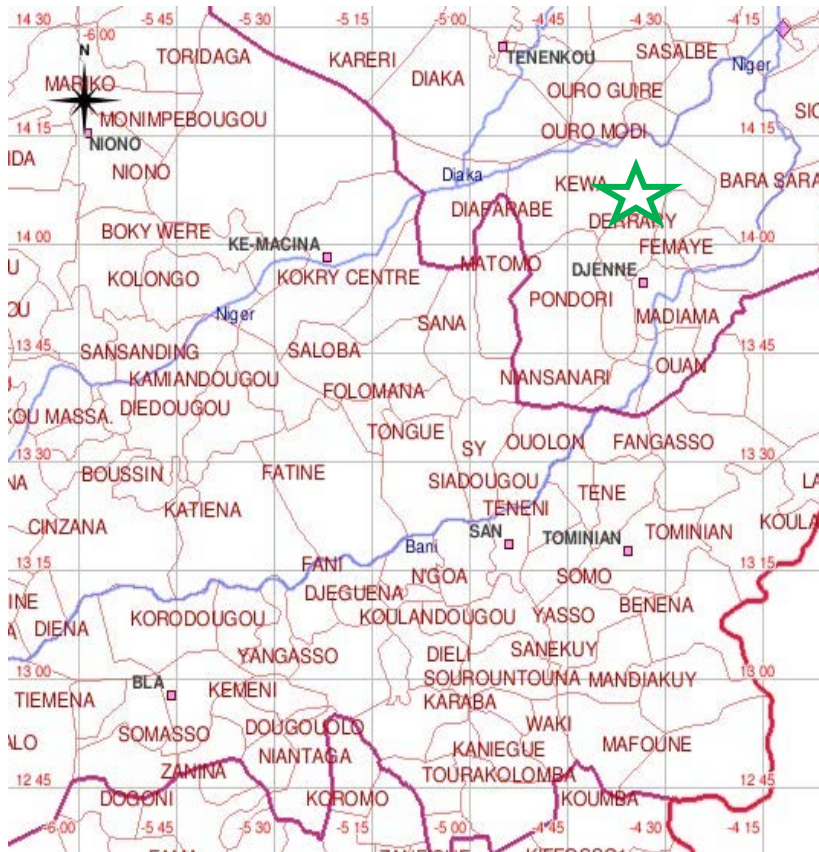 14 30
-6 00
-5 45
-5 30
-5 15
-5 00
-4 45
-4 30
-4 15
N
TORIDAGA
KARERI
TENENKOU
SASALBE
Niger
DIAKA
OURO GUIRE
MONIMPEBOUGOU
14 15
OURO MODI
14 15
NIONO
NIONO
Diaka
KEWA
BARA SARA
DIAFARABE
BOKY WERE
14 00
KE-MACINA
FEMAYE
14 00
KOLONGO
KOKRY CENTRE
MATOMO
DJENNE
PONDORI
Niger
SANA
MADIAMA
13 45
SANSANDING
SALOBA
OUAN
13 45
KAMIANDOUGOU
NIANSANARI
DIEDOUGOU
FOLOMANA
KOU MASSA.
TONGUE
SY
OUOLON
FANGASSO
13 30
BOUSSIN
FATINE
SIADOUGOU
13 30
NA
TENE
LA
KATIENA
TENENI
CINZANA
SAN
TOMINIAN
TOMINIAN
KOULA
Bani
13 15
FANI
N'GOA
SOMO
13 15
INE
DJEGUENA
BENENA
DIENA
KORODOUGOU
KOULANDOUGOU
YASSO
YANGASSO
DIELI
SANEKUY
13 00
BLA
KEMENI
SOUROUNTOUNA
MANDIAKUY
13 00
TIEMENA
KARABA
DOUGOUOLO
WAKI
ALO
SOMASSO
NIANTAGA
KANIEGUE
MAFOUNE
ZANINA
TOURAKOLOMBA
12 45
DOGONI
KOROMO
KOUMBA
12 45
-6 00
-5 45
-5 30
-5 15
-5 00
-4 45
-4 30
-4 15